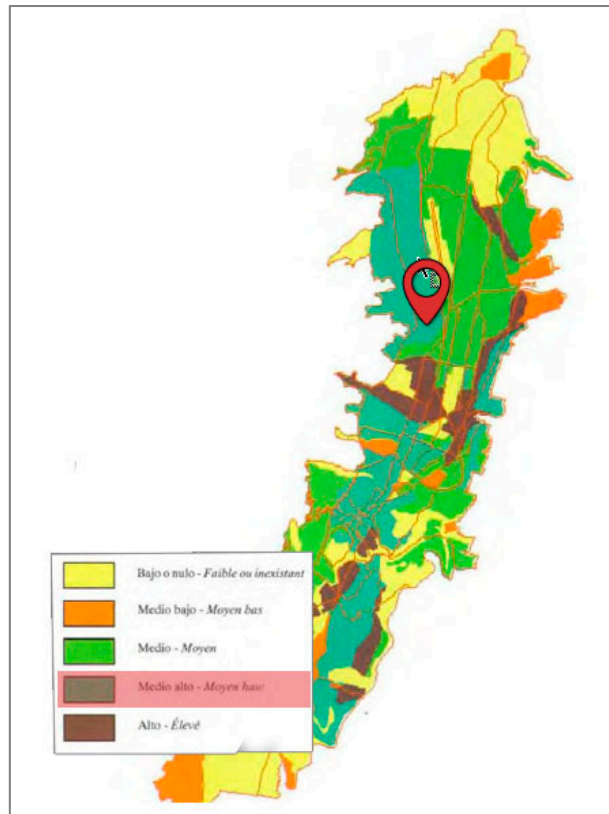 Bajo o nulo - Faible ou inexistant
Medio bajo - Moyen bas
Medio - Moyen
Medio alto - Moyen haut
Alto - Élevé